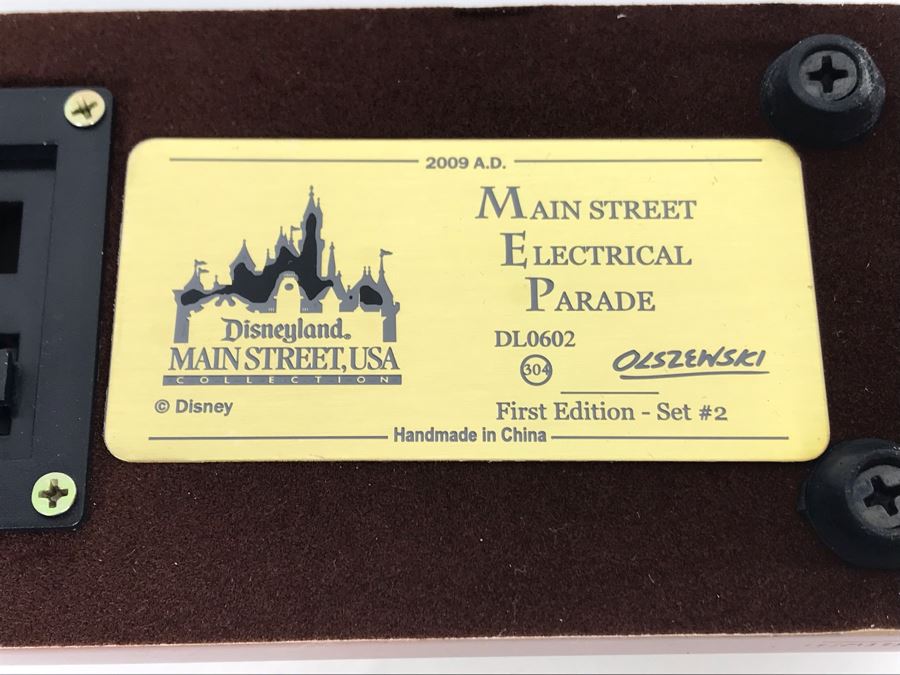 2009 A.D.
Disneyland®
MAIN STREET, USA
COLLECTION
© Disney
MAIN STREET
ELECTRICAL
PARADE
DL0602
304
OLSZEWSKI
First Edition - Set #2
Handmade in China